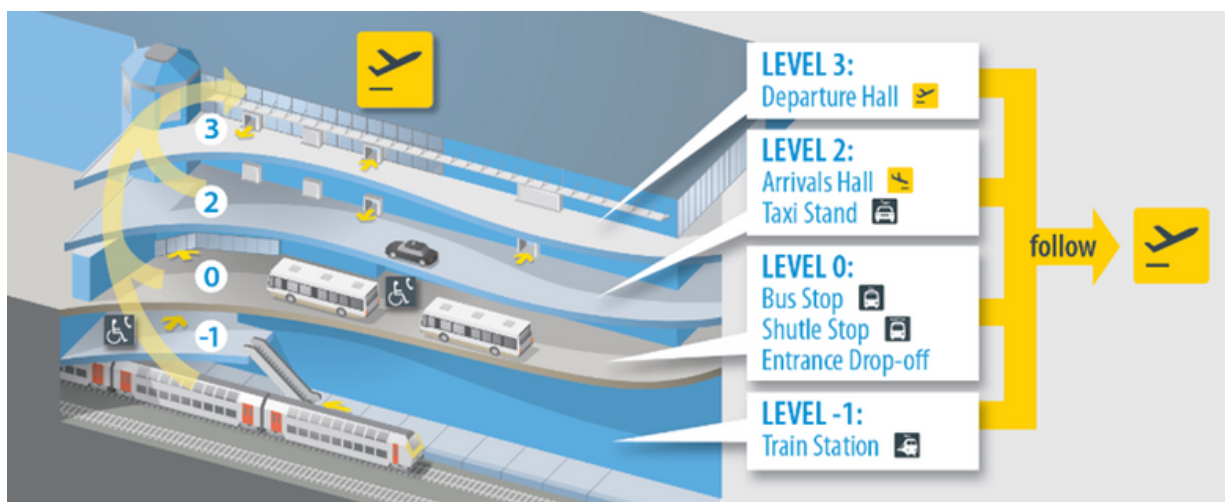 3
2
0
-1
LEVEL 3:
Departure Hall
LEVEL 2:
Arrivals Hall
Taxi Stand
LEVEL 0:
Bus Stop
Shutle Stop
Entrance Drop-off
LEVEL -1:
Train Station
follow